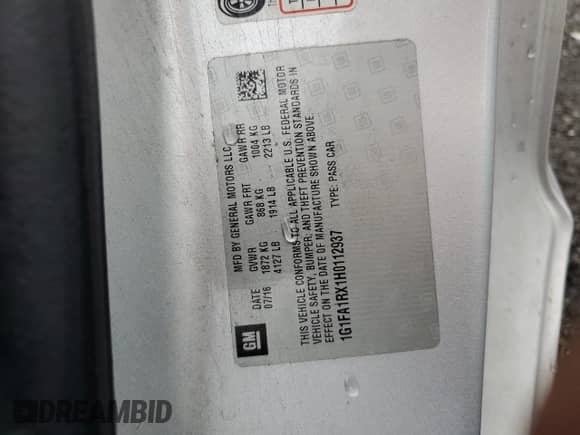 MFD BY GENERAL MOTORS LLC
DATE GVWR GAWR FRT GAWR RR
07/16 1872 KG 868 KG 1004 KG
4127 LB 1914 LB 2213 LB
THIS VEHICLE CONFORMS TO ALL APPLICABLE U.S. FEDERAL MOTOR
VEHICLE SAFETY, BUMPER, AND THEFT PREVENTION STANDARDS IN
EFFECT ON THE DATE OF MANUFACTURE SHOWN ABOVE.
1G1FA1RX1H0112937 TYPE: PASS CAR
GM
DREAMBID